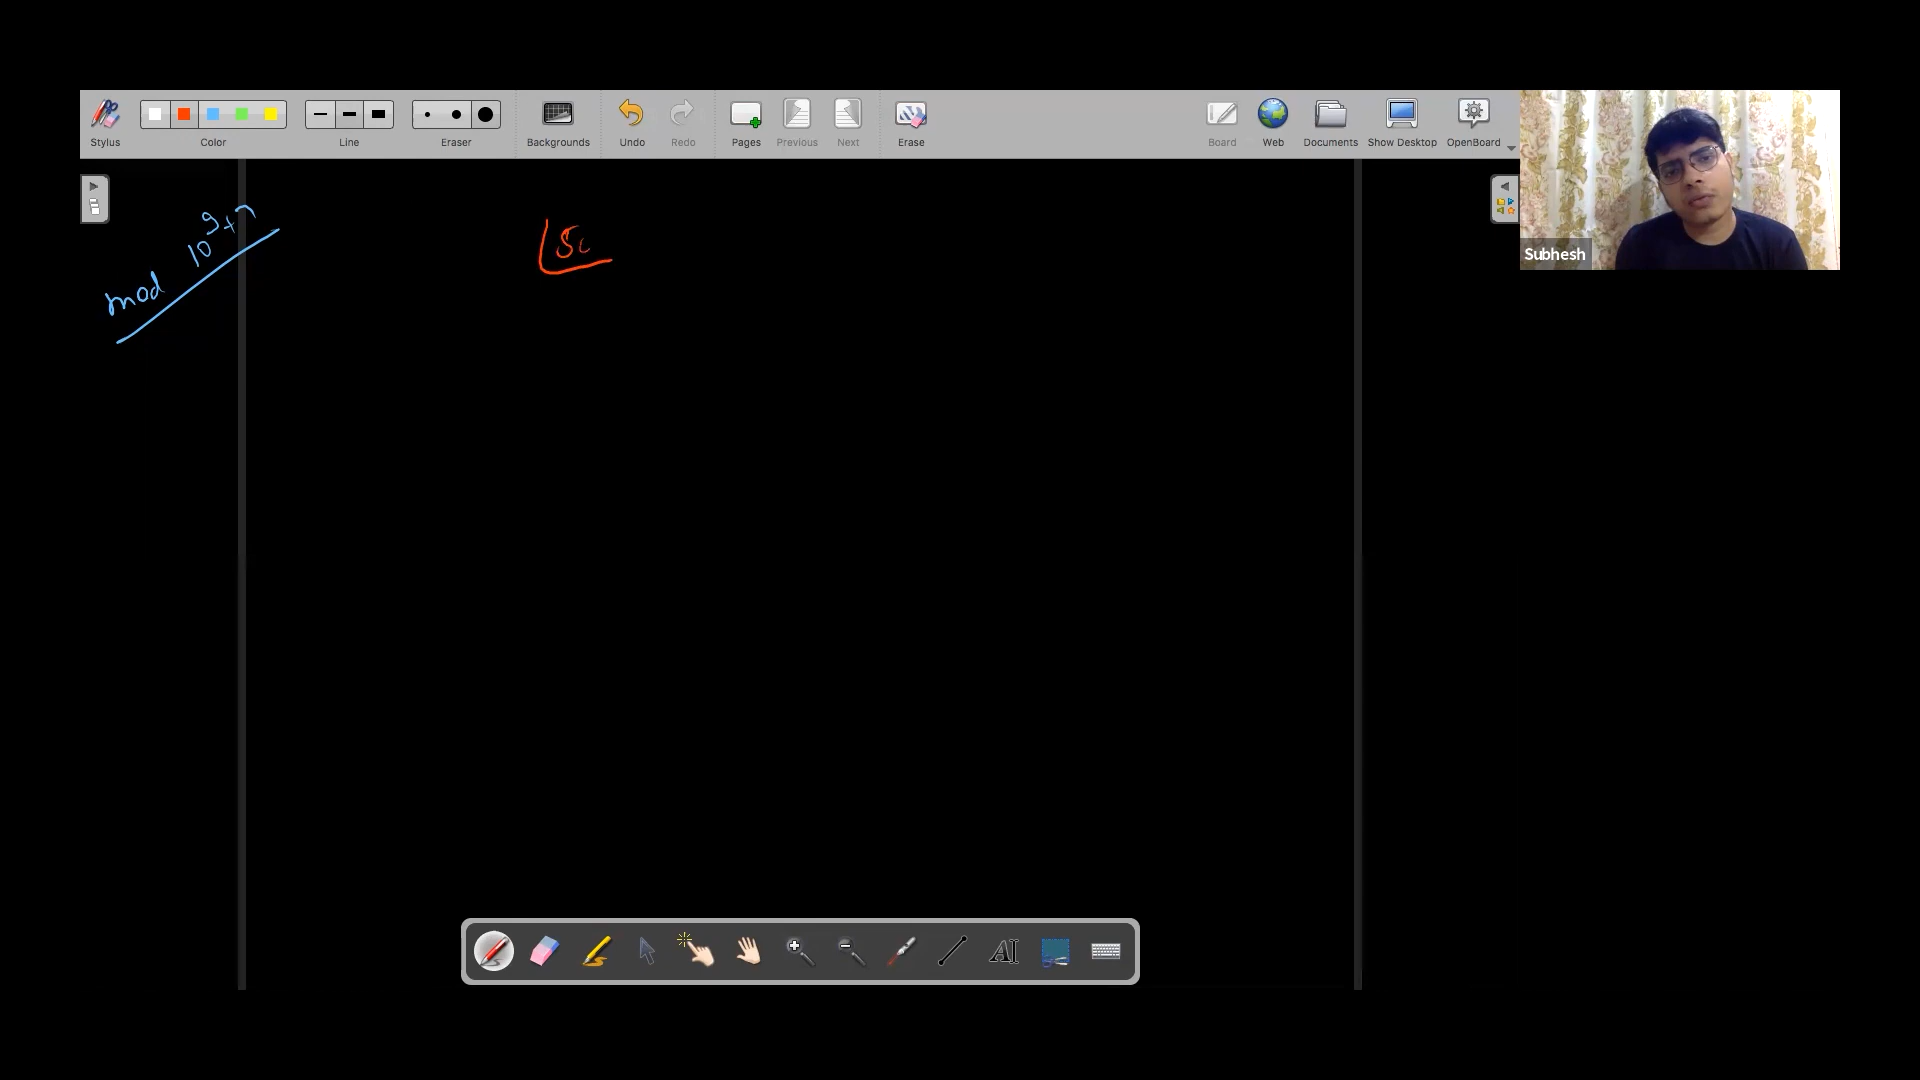 Stylus
Color
Line
Eraser
Backgrounds
Undo
Redo
Pages
Previous
Next
Erase
Board
Web
Documents
Show Desktop
OpenBoard
Subhesh
mod 10^9+7
AI